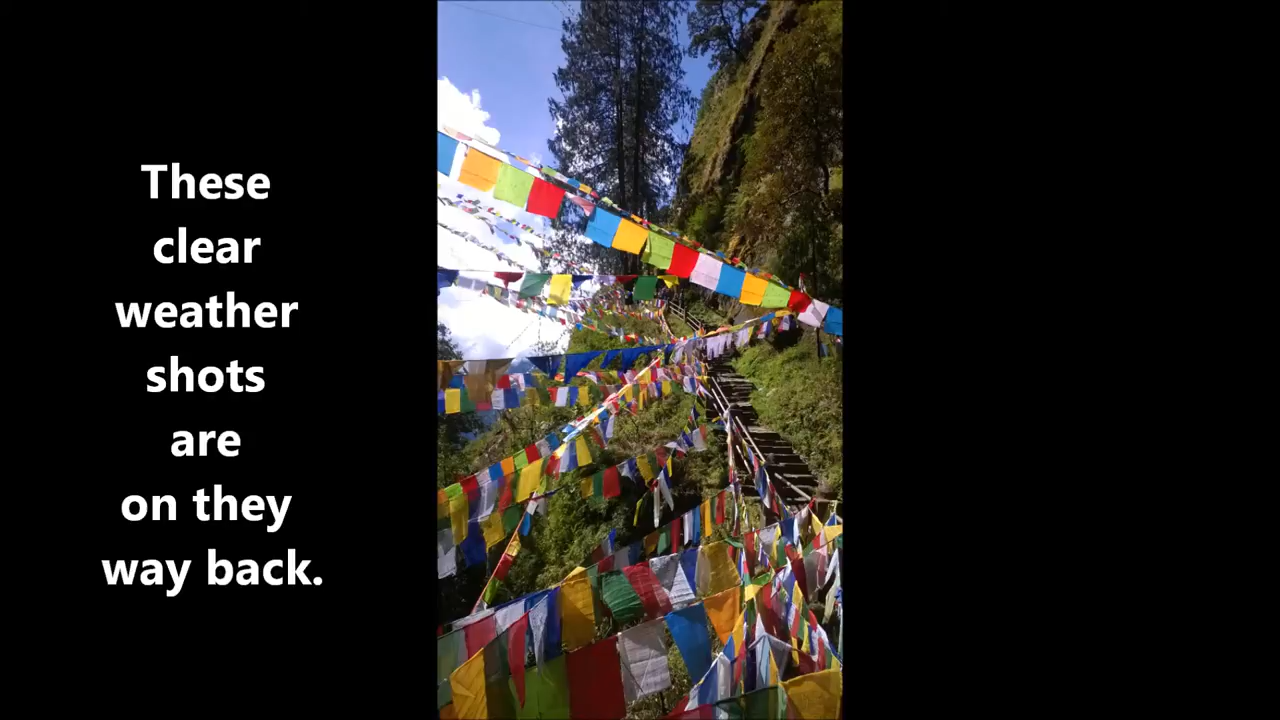 These
clear
weather
shots
are
on they
way back.